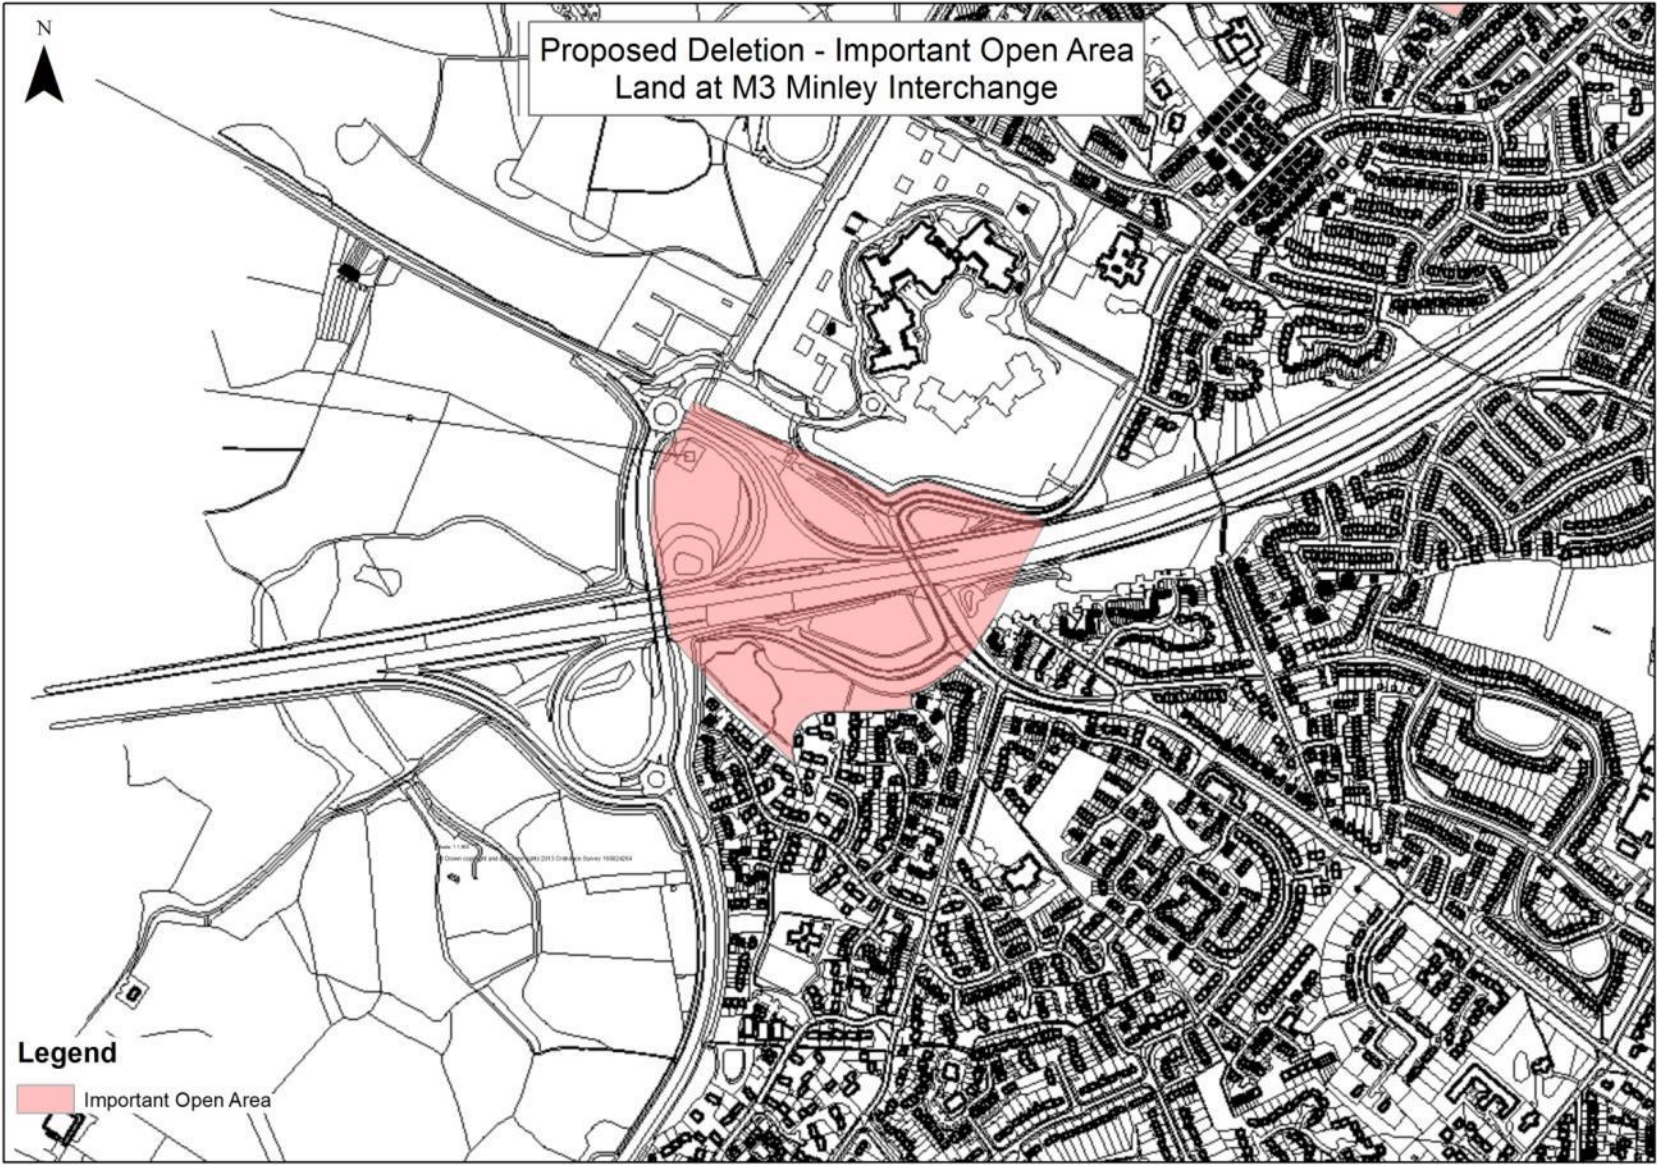 N
Proposed Deletion - Important Open Area
Land at M3 Minley Interchange
Legend
Important Open Area